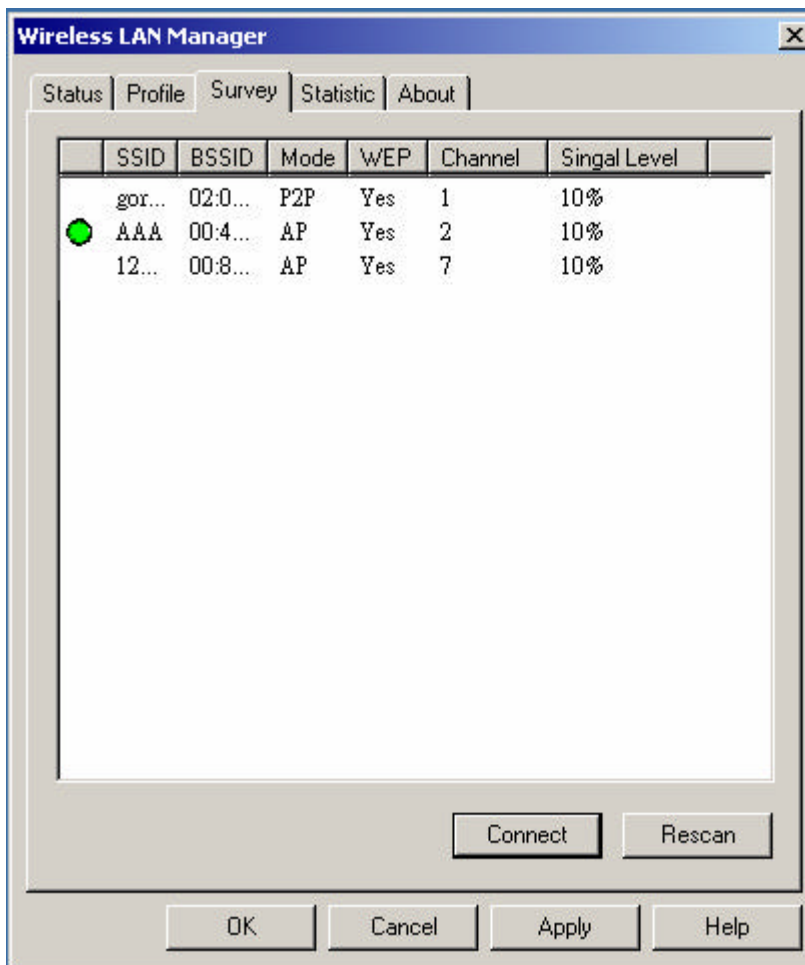 Wireless LAN Manager
Status Profile Survey Statistic About
SSID BSSID Mode WEP Channel Singal Level
gor... 02:0... P2P Yes 1 10%
AAA 00:4... AP Yes 2 10%
12... 00:8... AP Yes 7 10%
Connect Rescan
OK Cancel Apply Help